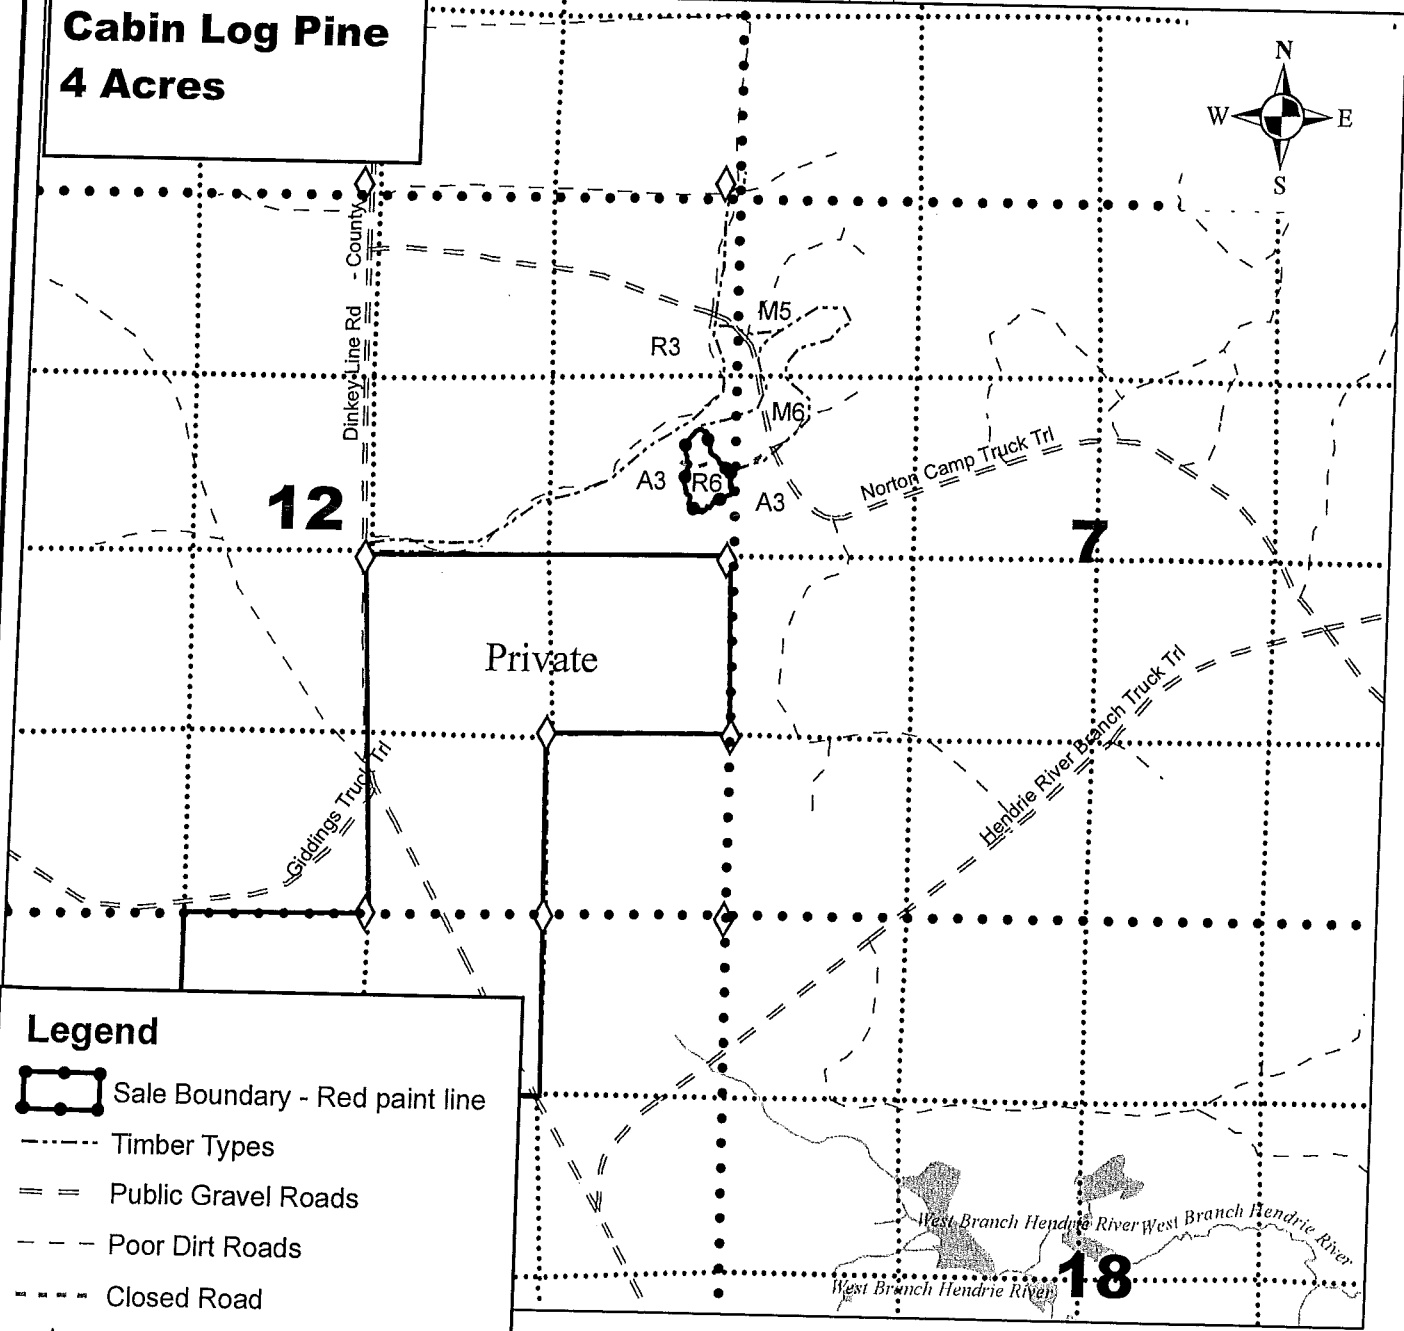 Cabin Log Pine
4 Acres
N
W E
S
Dinkey Line Rd - County
M5
R3
M6
A3
R6
A3
Norton Camp Truck Trl
12
7
Private
Hendrie River Branch Truck Trl
Giddings Truck Trl
Legend
Sale Boundary - Red paint line
Timber Types
Public Gravel Roads
Poor Dirt Roads
Closed Road
West Branch Hendrie River
West Branch Hendrie River
18
West Branch Hendrie River